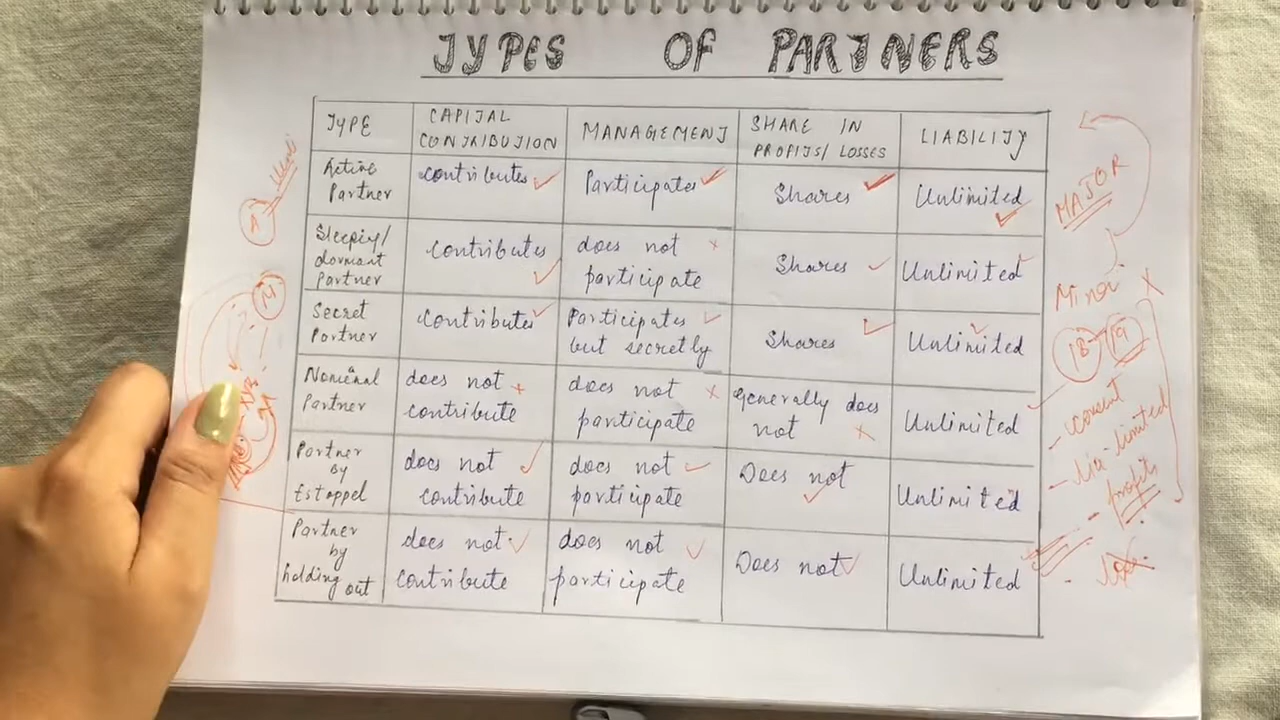 TYPES OF PARTNERS
TYPE
CAPITAL CONTRIBUTION
MANAGEMENT
SHARE IN PROFITS/ LOSSES
LIABILITY
Active Partner
contributes
Participates
Shares
Unlimited
Sleeping/ dormant Partner
contributes
does not participate
Shares
Unlimited
Secret Partner
contributes
Participates but secretly
Shares
Unlimited
Nominal Partner
does not contribute
does not participate
generally does not
Unlimited
Partner by Estoppel
does not contribute
does not participate
Does not
Unlimited
Partner by holding out
does not contribute
does not participate
Does not
Unlimited
MAJOR
Minor
18 19
- consent
- lia-limited
- profits
A
M